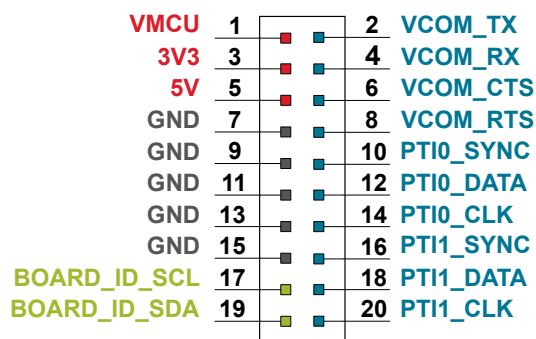 VMCU 1 2 VCOM_TX
3V3 3 4 VCOM_RX
5V 5 6 VCOM_CTS
GND 7 8 VCOM_RTS
GND 9 10 PTI0_SYNC
GND 11 12 PTI0_DATA
GND 13 14 PTI0_CLK
GND 15 16 PTI1_SYNC
BOARD_ID_SCL 17 18 PTI1_DATA
BOARD_ID_SDA 19 20 PTI1_CLK